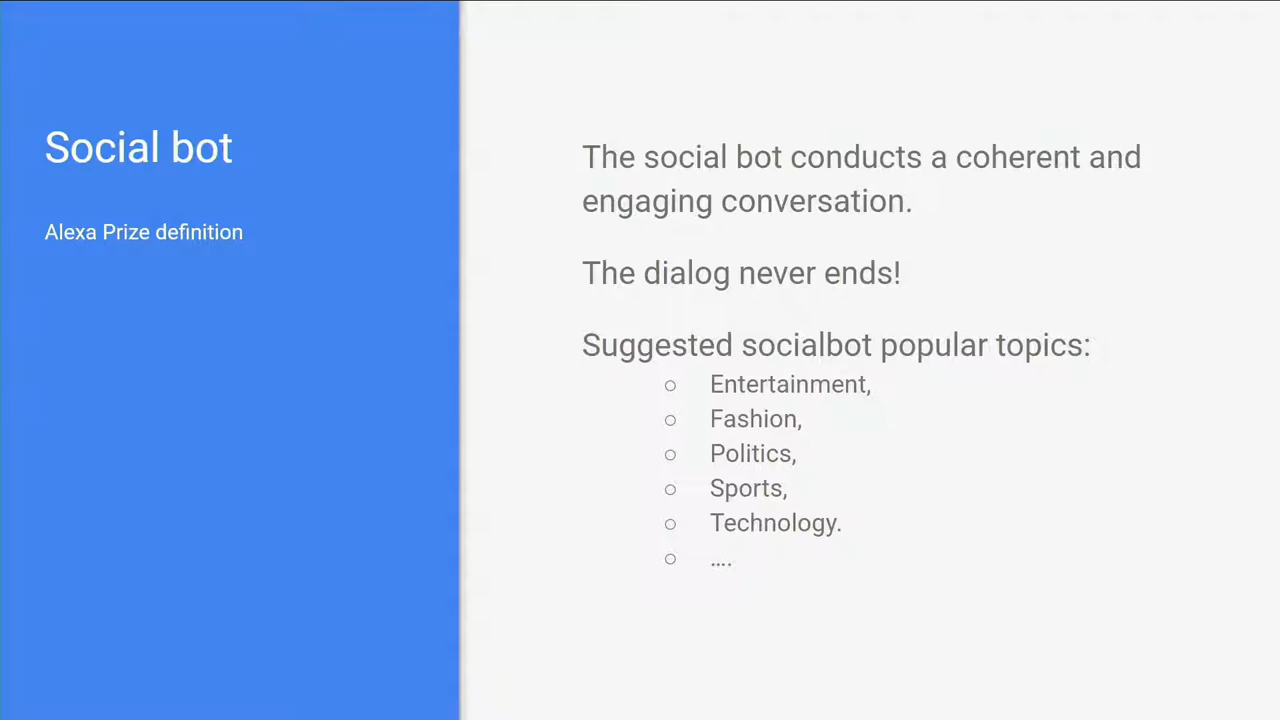 Social bot
Alexa Prize definition
The social bot conducts a coherent and
engaging conversation.
The dialog never ends!
Suggested socialbot popular topics:
○ Entertainment,
○ Fashion,
○ Politics,
○ Sports,
○ Technology.
○ ....